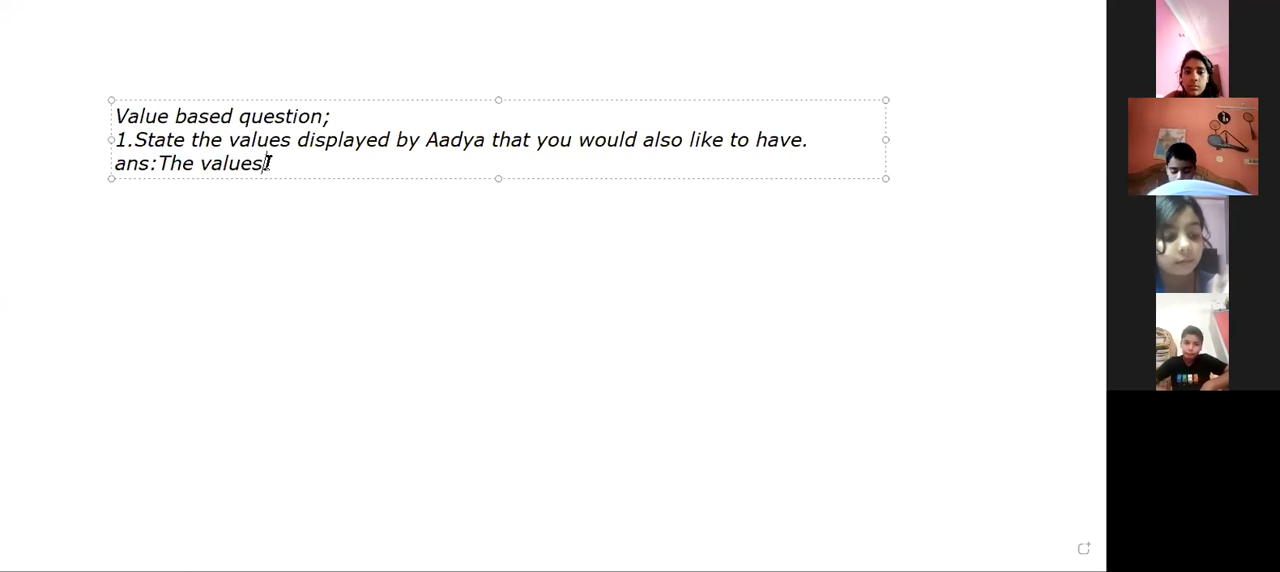 Value based question;
1.State the values displayed by Aadya that you would also like to have.
ans:The values